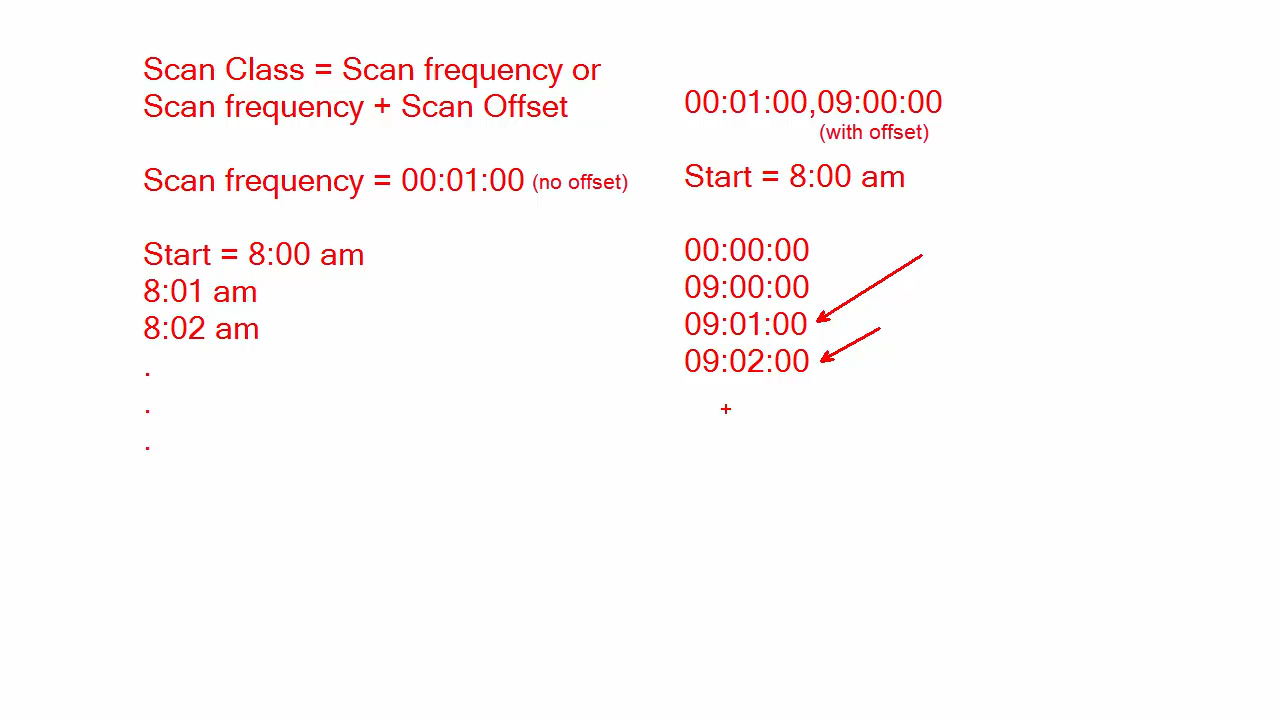 Scan Class = Scan frequency or
Scan frequency + Scan Offset
Scan frequency = 00:01:00 (no offset)
Start = 8:00 am
8:01 am
8:02 am
.
.
.
00:01:00,09:00:00
(with offset)
Start = 8:00 am
00:00:00
09:00:00
09:01:00
09:02:00